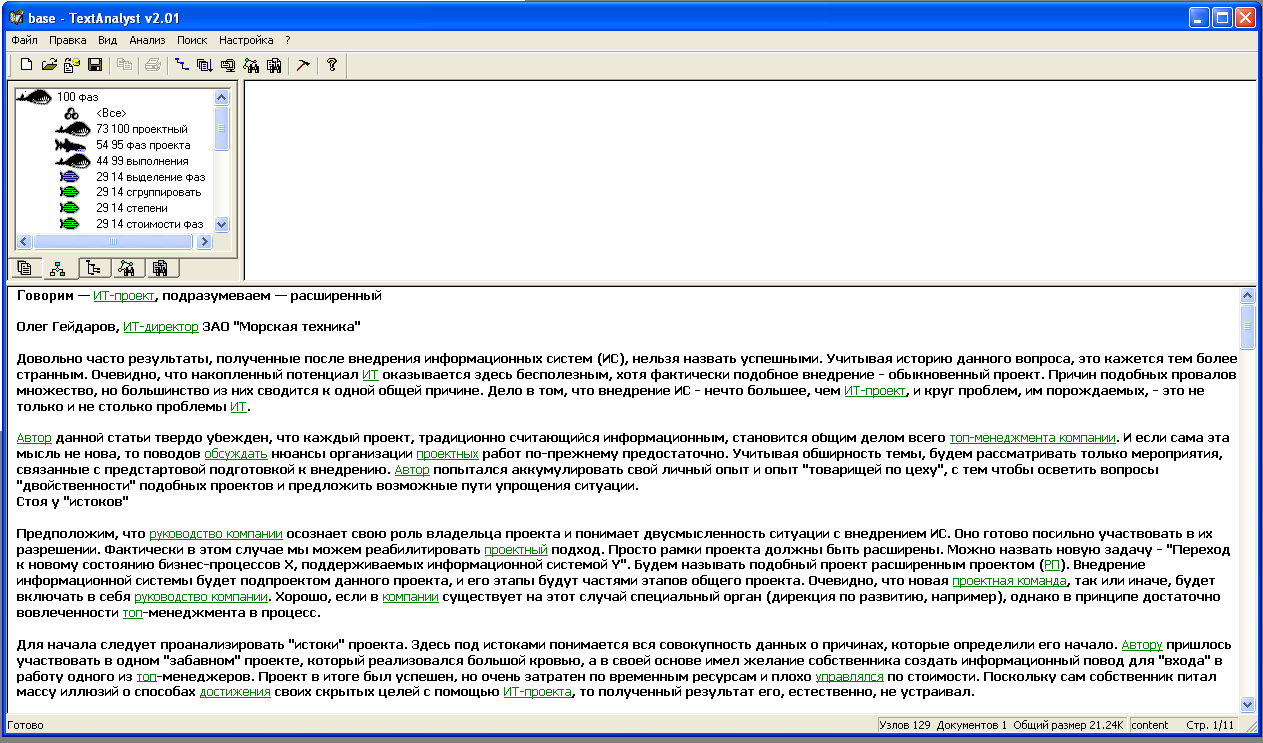 base - TextAnalyst v2.01
Файл Правка Вид Анализ Поиск Настройка ?
100 фаз
<Все>
73 100 проектный
54 95 фаз проекта
44 99 выполнения
29 14 выделение фаз
29 14 сгруппировать
29 14 степени
29 14 стоимости фаз
Говорим — ИТ-проект, подразумеваем — расширенный
Олег Гейдаров, ИТ-директор ЗАО "Морская техника"
Довольно часто результаты, полученные после внедрения информационных систем (ИС), нельзя назвать успешными. Учитывая историю данного вопроса, это кажется тем более
странным. Очевидно, что накопленный потенциал ИТ оказывается здесь бесполезным, хотя фактически подобное внедрение - обыкновенный проект. Причин подобных провалов
множество, но большинство из них сводится к одной общей причине. Дело в том, что внедрение ИС - нечто большее, чем ИТ-проект, и круг проблем, им порождаемых, - это не
только и не столько проблемы ИТ.
Автор данной статьи твердо убежден, что каждый проект, традиционно считающийся информационным, становится общим делом всего топ-менеджмента компании. И если сама эта
мысль не нова, то поводов обсуждать нюансы организации проектных работ по-прежнему предостаточно. Учитывая обширность темы, будем рассматривать только мероприятия,
связанные с предстартовой подготовкой к внедрению. Автор попытался аккумулировать свой личный опыт и опыт "товарищей по цеху", с тем чтобы осветить вопросы
"двойственности" подобных проектов и предложить возможные пути упрощения ситуации.
Стоя у "истоков"
Предположим, что руководство компании осознает свою роль владельца проекта и понимает двусмысленность ситуации с внедрением ИС. Оно готово посильно участвовать в их
разрешении. Фактически в этом случае мы можем реабилитировать проектный подход. Просто рамки проекта должны быть расширены. Можно назвать новую задачу - "Переход
к новому состоянию бизнес-процессов X, поддерживаемых информационной системой Y". Будем называть подобный проект расширенным проектом (РП). Внедрение
информационной системы будет подпроектом данного проекта, и его этапы будут частями этапов общего проекта. Очевидно, что новая проектная команда, так или иначе, будет
включать в себя руководство компании. Хорошо, если в компании существует на этот случай специальный орган (дирекция по развитию, например), однако в принципе достаточно
вовлеченности топ-менеджмента в процесс.
Для начала следует проанализировать "истоки" проекта. Здесь под истоками понимается вся совокупность данных о причинах, которые определили его начало. Автору пришлось
участвовать в одном "забавном" проекте, который реализовался большой кровью, а в своей основе имел желание собственника создать информационный повод для "входа" в
работу одного из топ-менеджеров. Проект в итоге был успешен, но очень затратен по временным ресурсам и плохо управлялся по стоимости. Поскольку сам собственник питал
массу иллюзий о способах достижения своих скрытых целей с помощью ИТ-проекта, то полученный результат его, естественно, не устраивал.
Готово Узлов 129 Документов 1 Общий размер 21.24K content Стр. 1/11